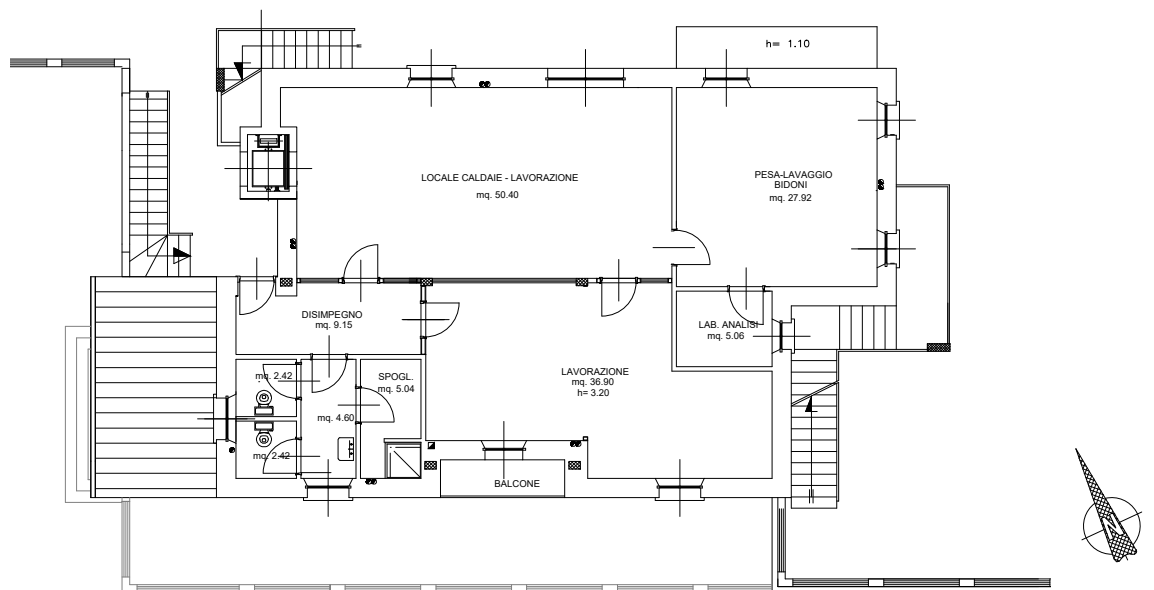 h= 1.10
LOCALE CALDAIE - LAVORAZIONE
mq. 50.40
PESA-LAVAGGIO
BIDONI
mq. 27.92
DISIMPEGNO
mq. 9.15
LAB. ANALISI
mq. 5.06
LAVORAZIONE
mq. 36.90
h= 3.20
mq. 2.42
SPOGL.
mq. 5.04
mq. 4.60
mq. 2.42
BALCONE
N